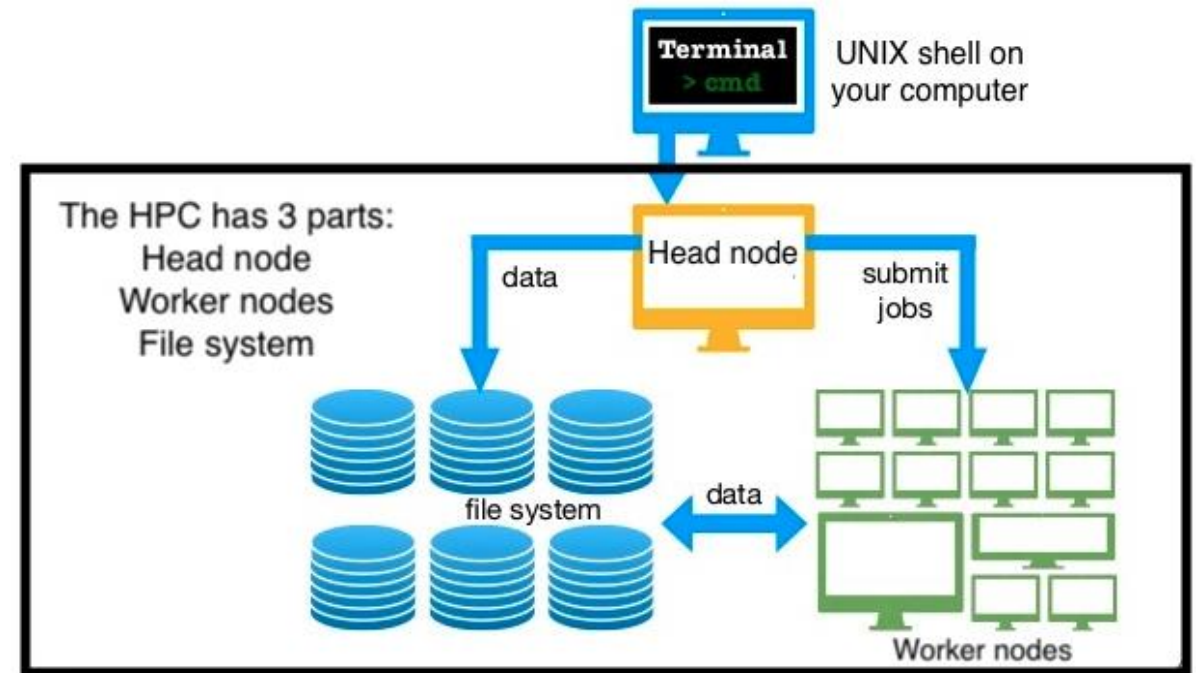 Terminal
> cmd
UNIX shell on
your computer
The HPC has 3 parts:
Head node
Worker nodes
File system
Head node
data
submit
jobs
file system
data
Worker nodes